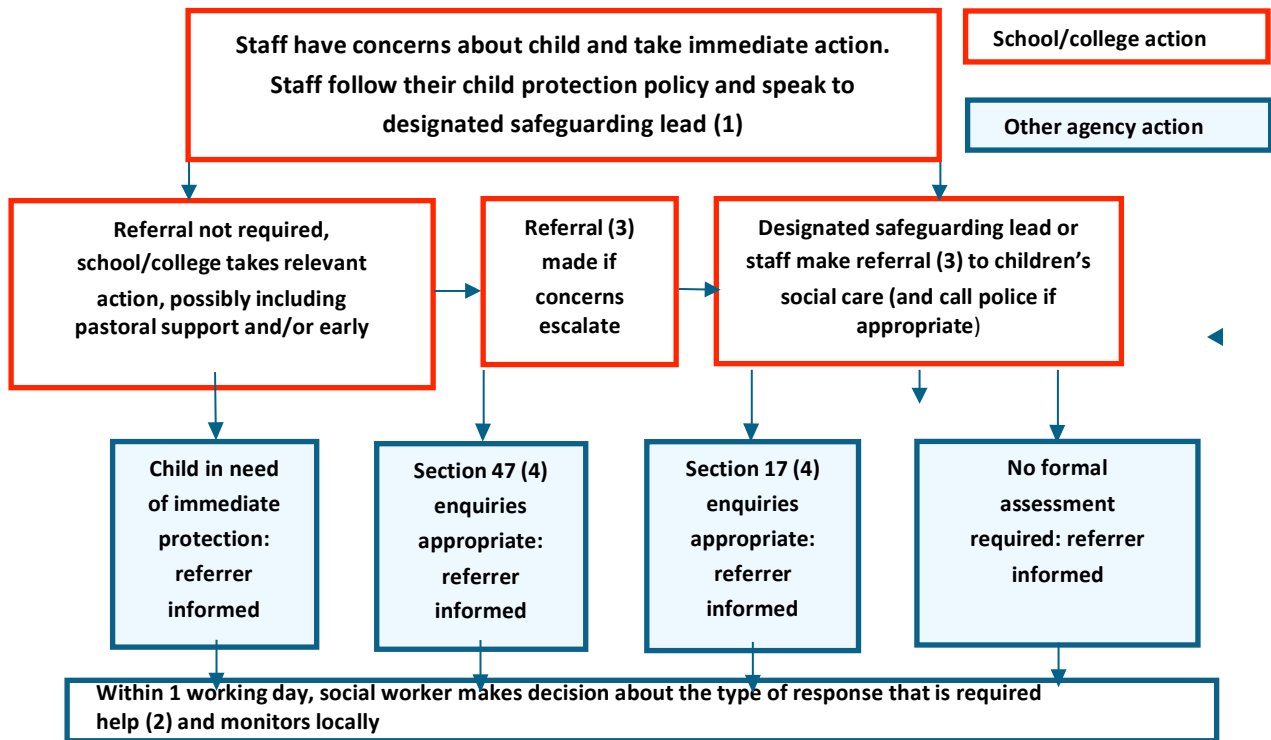 Staff have concerns about child and take immediate action.
Staff follow their child protection policy and speak to
designated safeguarding lead (1)
School/college action
Other agency action
Referral not required,
school/college takes relevant
action, possibly including
pastoral support and/or early
Referral (3)
made if
concerns
escalate
Designated safeguarding lead or
staff make referral (3) to children’s
social care (and call police if
appropriate)
Child in need
of immediate
protection:
referrer
informed
Section 47 (4)
enquiries
appropriate:
referrer
informed
Section 17 (4)
enquiries
appropriate:
referrer
informed
No formal
assessment
required: referrer
informed
Within 1 working day, social worker makes decision about the type of response that is required
help (2) and monitors locally